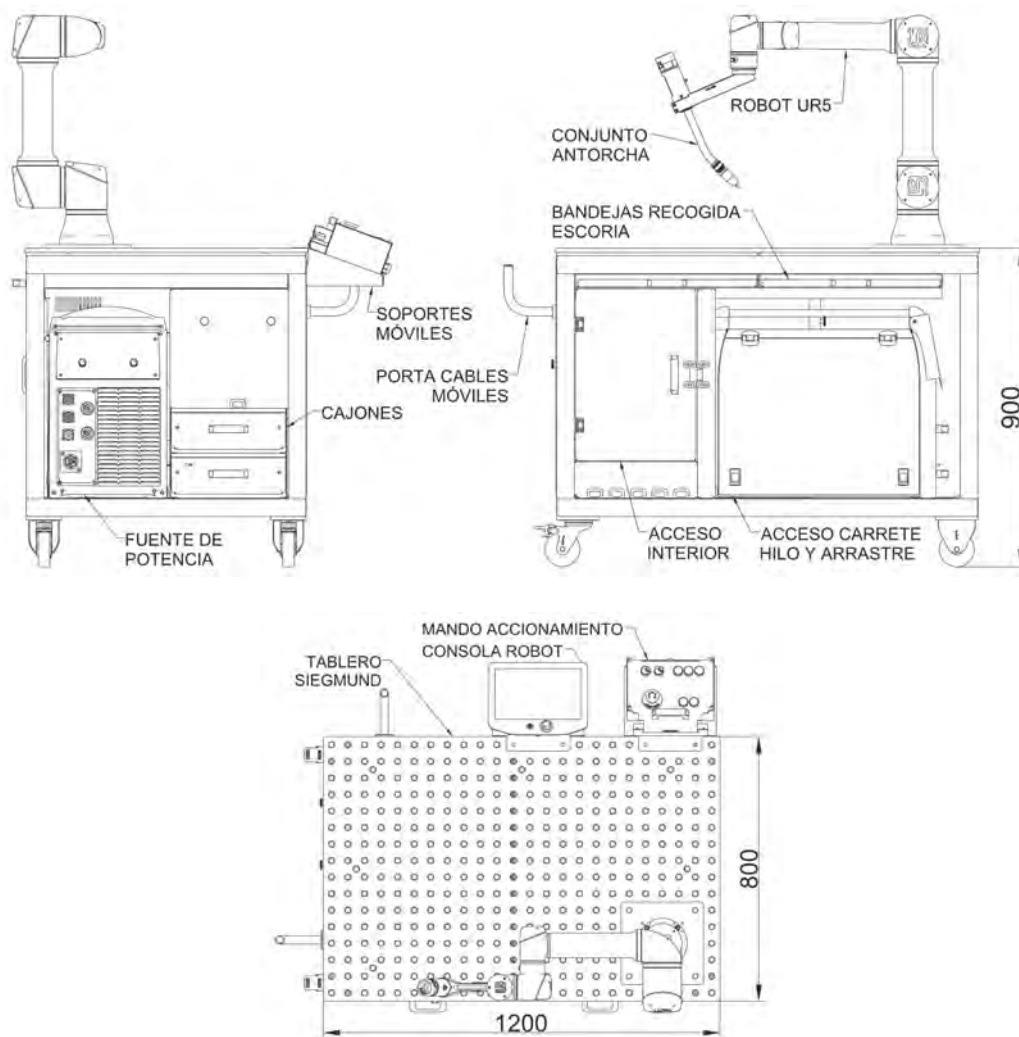 ROBOT UR5
CONJUNTO
ANTORCHA
BANDEJAS RECOGIDA
ESCORIA
SOPORTES
MÓVILES
PORTA CABLES
MÓVILES
CAJONES
900
FUENTE DE
POTENCIA
ACCESO
INTERIOR
ACCESO CARRETE
HILO Y ARRASTRE
MANDO ACCIONAMIENTO
CONSOLA ROBOT
TABLERO
SIEGMUND
800
1200